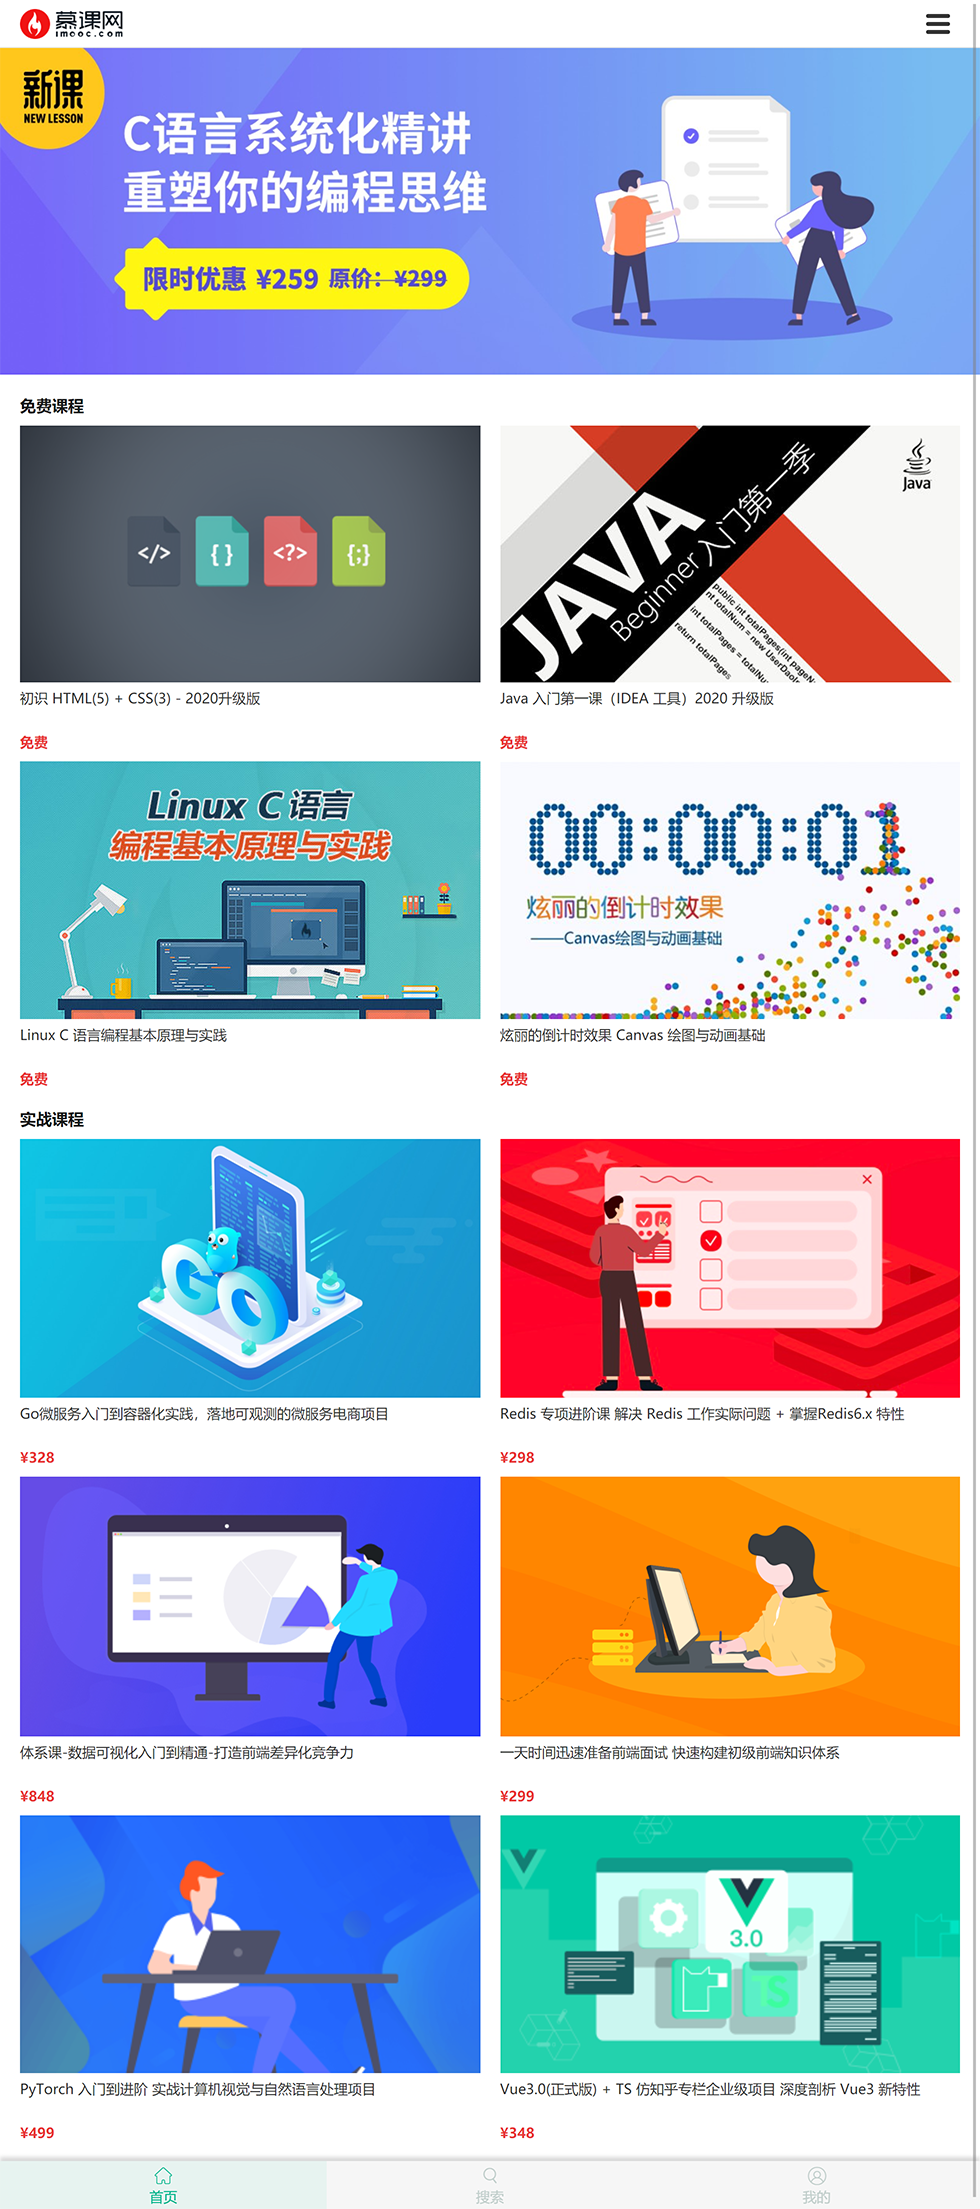 慕课网
imooc.com
新课
NEW LESSON
C语言系统化精讲
重塑你的编程思维
限时优惠 ¥259 原价：¥299
免费课程
</>
{ }
<?>
{;}
JAVA
Beginner 入门第一季
Java
public int totalPages(int pageN
nt totalNum = new UserDaoI
int totalPages = totalNu
return totalPages
初识 HTML(5) + CSS(3) - 2020升级版
Java 入门第一课（IDEA 工具）2020 升级版
免费
免费
Linux C 语言
编程基本原理与实践
00:00:01
炫丽的倒计时效果
——Canvas绘图与动画基础
Linux C 语言编程基本原理与实践
炫丽的倒计时效果 Canvas 绘图与动画基础
免费
免费
实战课程
GO
Go微服务入门到容器化实践，落地可观测的微服务电商项目
Redis 专项进阶课 解决 Redis 工作实际问题 + 掌握Redis6.x 特性
¥328
¥298
体系课-数据可视化入门到精通-打造前端差异化竞争力
一天时间迅速准备前端面试 快速构建初级前端知识体系
¥848
¥299
3.0
TS
PyTorch 入门到进阶 实战计算机视觉与自然语言处理项目
Vue3.0(正式版) + TS 仿知乎专栏企业级项目 深度剖析 Vue3 新特性
¥499
¥348
首页
搜索
我的